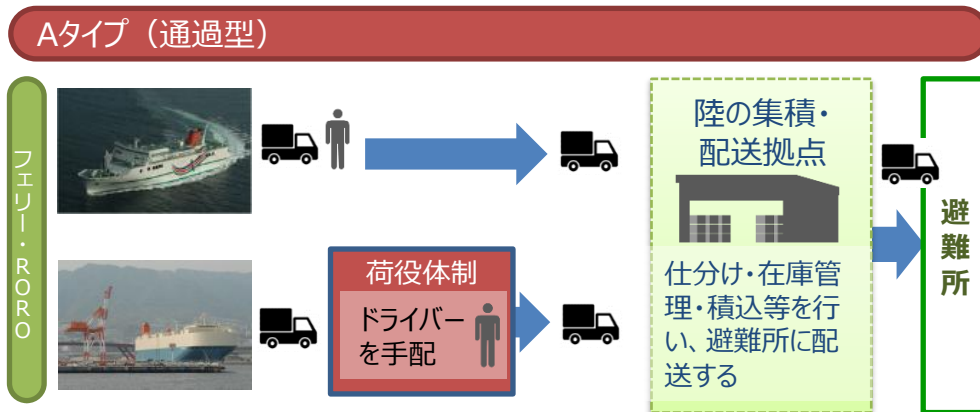 Aタイプ（通過型）
フェリー・RORO
陸の集積・
配送拠点
避難所
荷役体制
ドライバー
を手配
仕分け・在庫管
理・積込等を行
い、避難所に配
送する